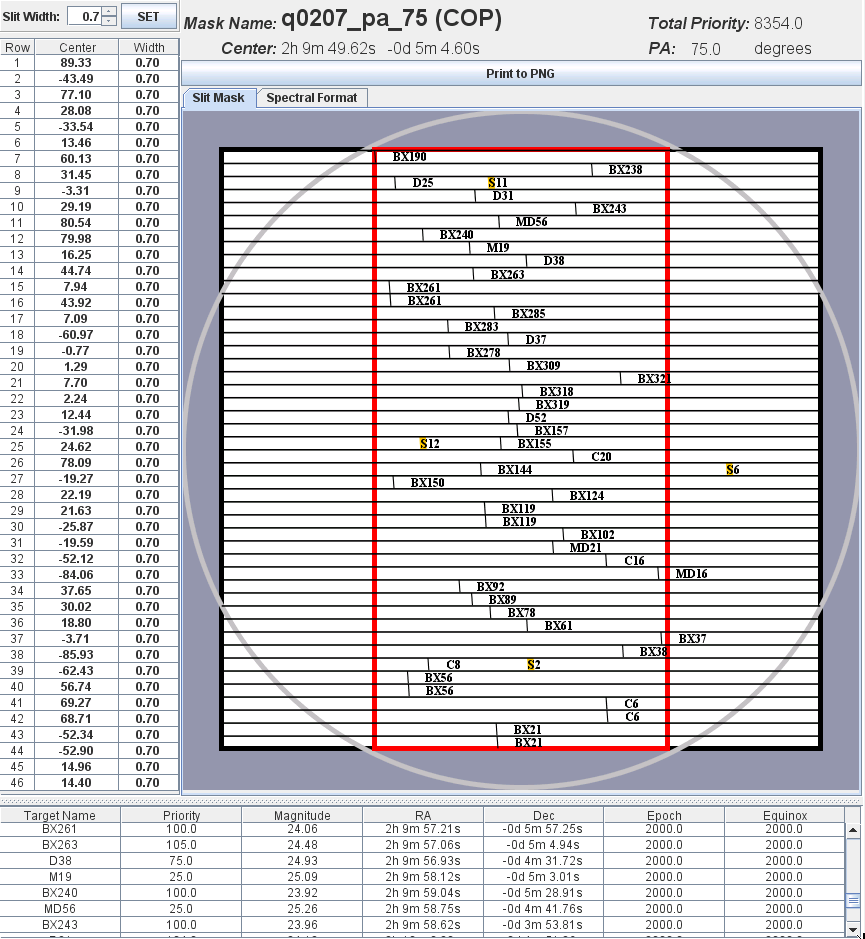 Slit Width: 0.7 SET
Mask Name: q0207_pa_75 (COP) Total Priority: 8354.0
Center: 2h 9m 49.62s -0d 5m 4.60s PA: 75.0 degrees
Print to PNG
Slit Mask Spectral Format
Row Center Width
1 89.33 0.70
2 -43.49 0.70
3 77.10 0.70
4 28.08 0.70
5 -33.54 0.70
6 13.46 0.70
7 60.13 0.70
8 31.45 0.70
9 -3.31 0.70
10 29.19 0.70
11 80.54 0.70
12 79.98 0.70
13 16.25 0.70
14 44.74 0.70
15 7.94 0.70
16 43.92 0.70
17 7.09 0.70
18 -60.97 0.70
19 -0.77 0.70
20 1.29 0.70
21 7.70 0.70
22 2.24 0.70
23 12.44 0.70
24 -31.98 0.70
25 24.62 0.70
26 78.09 0.70
27 -19.27 0.70
28 22.19 0.70
29 21.63 0.70
30 -25.87 0.70
31 -19.59 0.70
32 -52.12 0.70
33 -84.06 0.70
34 37.65 0.70
35 30.02 0.70
36 18.80 0.70
37 -3.71 0.70
38 -85.93 0.70
39 -62.43 0.70
40 56.74 0.70
41 69.27 0.70
42 68.71 0.70
43 -52.34 0.70
44 -52.90 0.70
45 14.96 0.70
46 14.40 0.70
BX190
BX238
D25 S11
D31
BX243
MD56
BX240
M19
D38
BX263
BX261
BX261
BX285
BX283
D37
BX278
BX309
BX321
BX318
BX319
D52
BX157
S12 BX155
C20
BX144 S6
BX150
BX124
BX119
BX119
BX102
MD21
C16
MD16
BX92
BX89
BX78
BX61
BX37
BX38
C8 S2
BX56
BX56
C6
C6
BX21
BX21
Target Name Priority Magnitude RA Dec Epoch Equinox
BX261 100.0 24.06 2h 9m 57.21s -0d 5m 57.25s 2000.0 2000.0
BX263 105.0 24.48 2h 9m 57.06s -0d 5m 4.94s 2000.0 2000.0
D38 75.0 24.93 2h 9m 56.93s -0d 4m 31.72s 2000.0 2000.0
M19 25.0 25.09 2h 9m 58.12s -0d 5m 3.01s 2000.0 2000.0
BX240 100.0 23.92 2h 9m 59.04s -0d 5m 28.91s 2000.0 2000.0
MD56 25.0 25.26 2h 9m 58.75s -0d 4m 41.76s 2000.0 2000.0
BX243 100.0 23.96 2h 9m 58.62s -0d 3m 53.81s 2000.0 2000.0